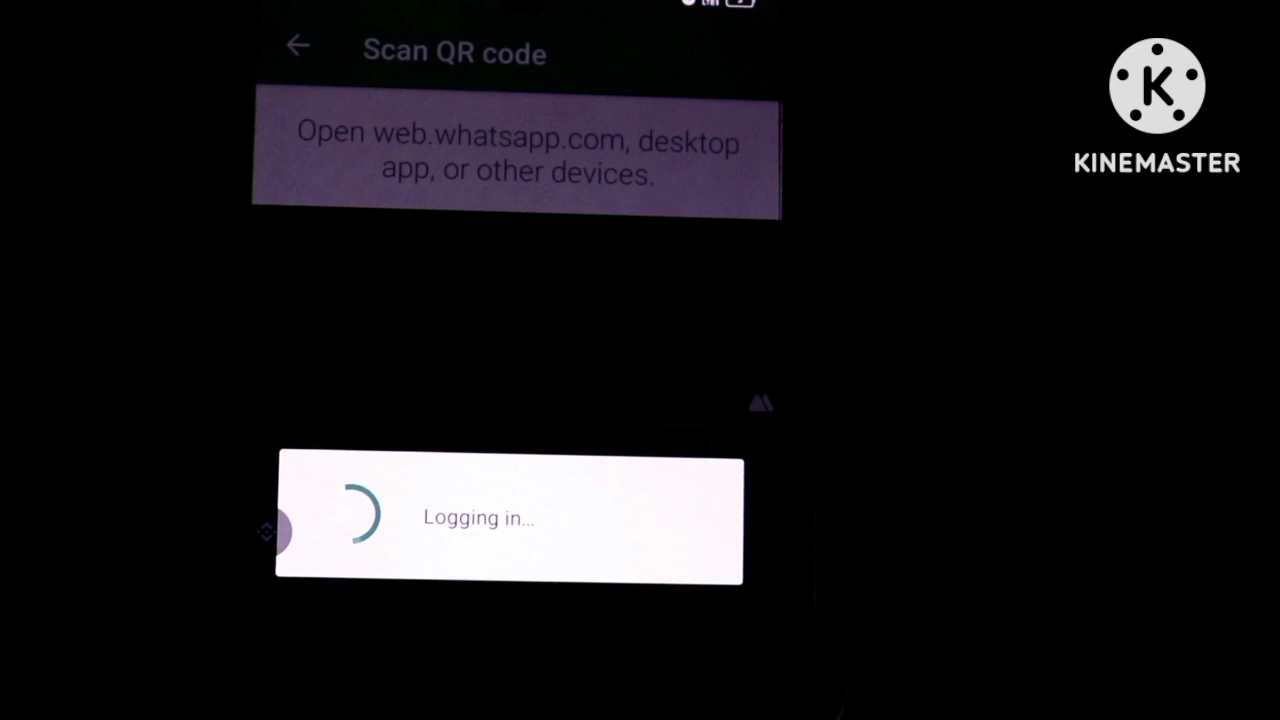 Scan QR code
KINEMASTER
Open web.whatsapp.com, desktop
app, or other devices.
Logging in...